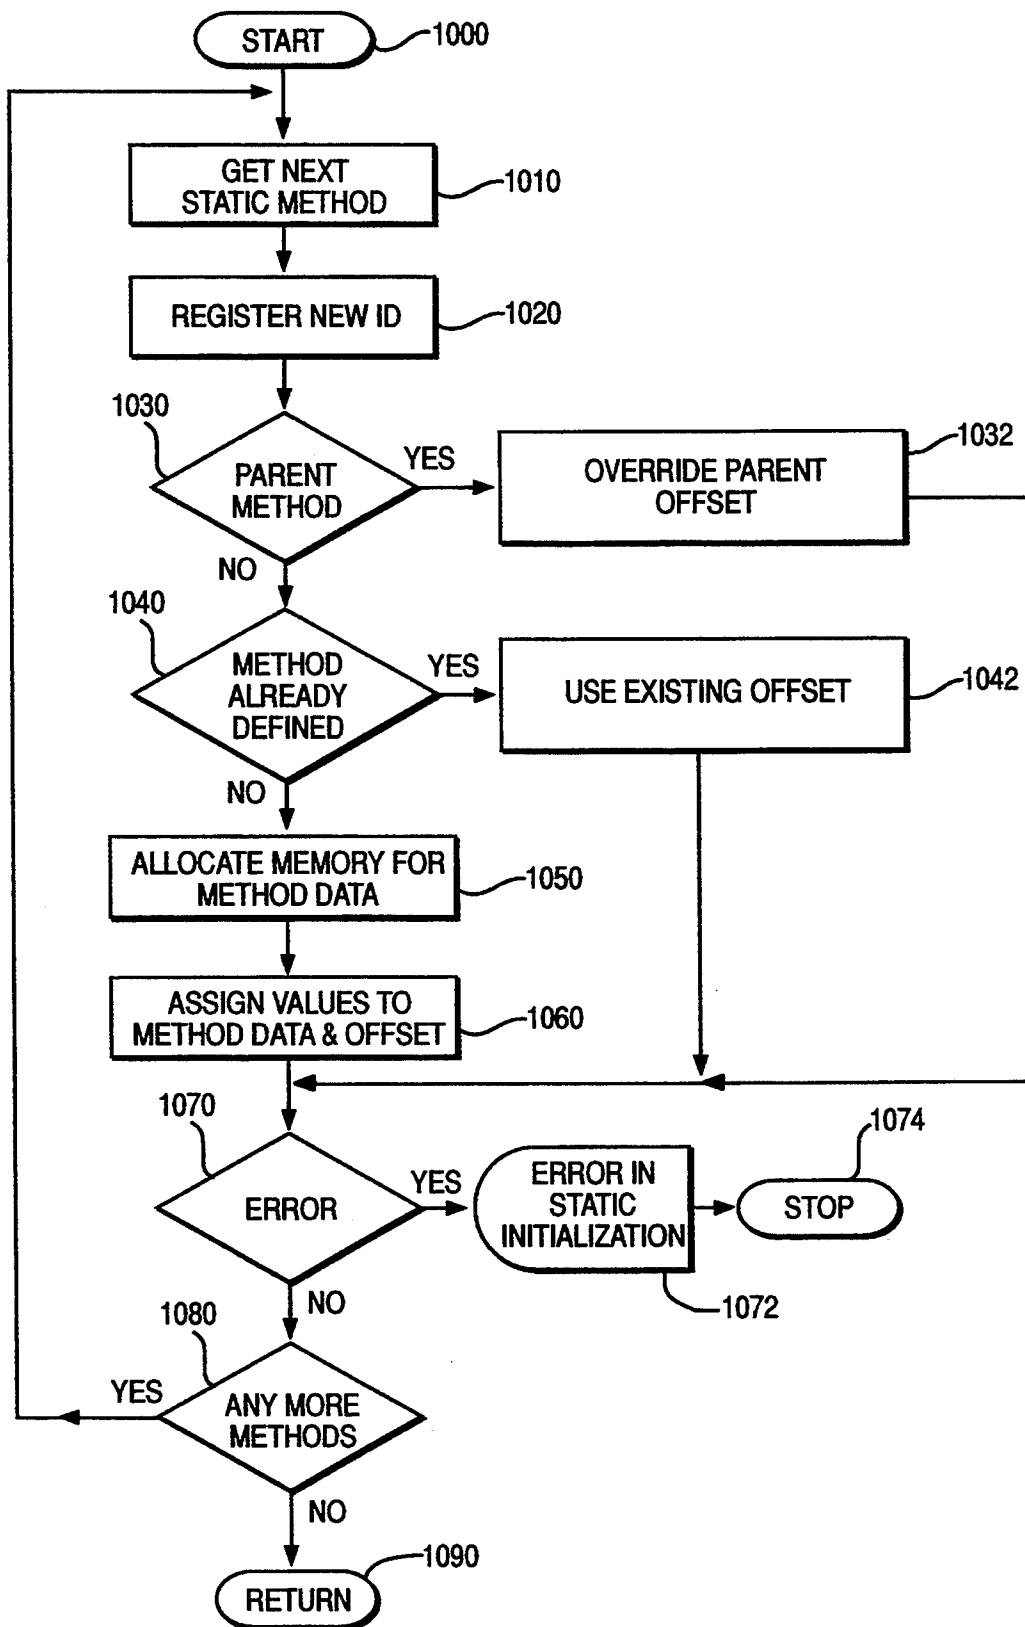 START
1000
GET NEXT
STATIC METHOD
1010
REGISTER NEW ID
1020
1030
PARENT
METHOD
YES
NO
OVERRIDE PARENT
OFFSET
1032
1040
METHOD
ALREADY
DEFINED
YES
NO
USE EXISTING OFFSET
1042
ALLOCATE MEMORY FOR
METHOD DATA
1050
ASSIGN VALUES TO
METHOD DATA & OFFSET
1060
1070
ERROR
YES
NO
ERROR IN
STATIC
INITIALIZATION
1072
STOP
1074
1080
ANY MORE
METHODS
YES
NO
RETURN
1090